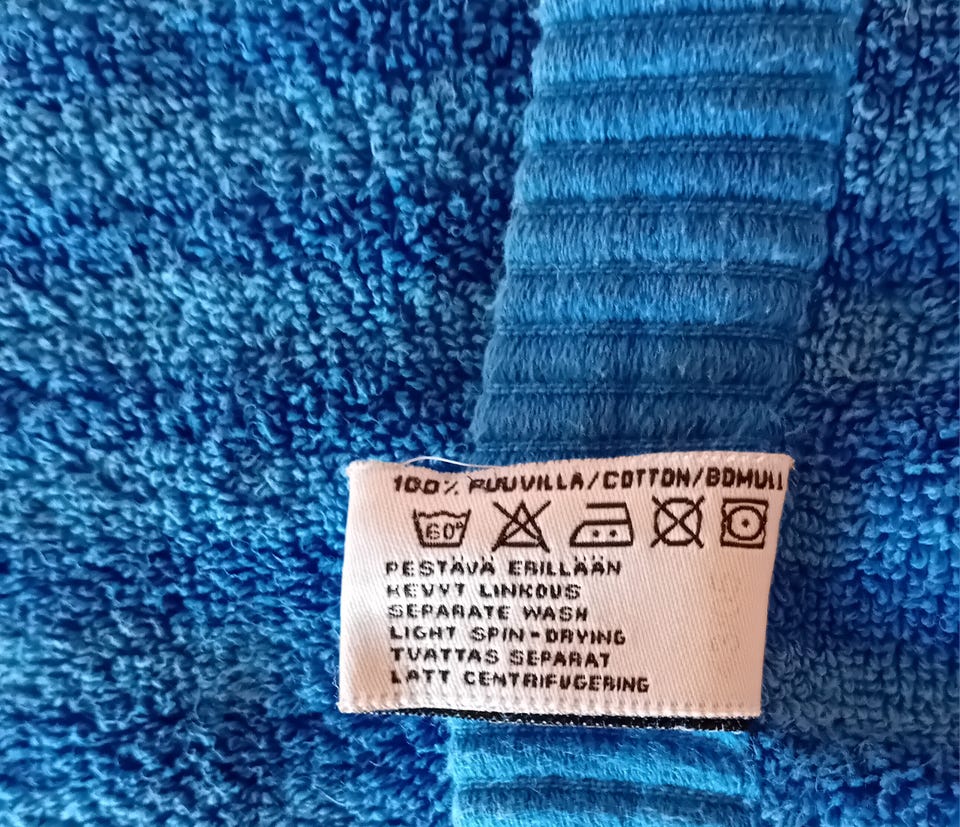 100% PUUVILLA/COTTON/BOMULL
60°
PESTÄVÄ ERILLÄÄN
KEVYT LINKOUS
SEPARATE WASH
LIGHT SPIN-DRYING
TVÄTTAS SEPARAT
LÄTT CENTRIFUGERING